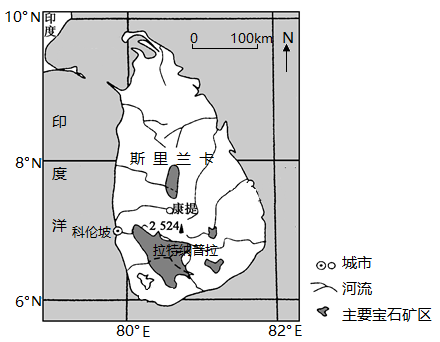 10°N
印度
0 100km N
8°N
斯里兰卡
印度洋
康提
2 524
科伦坡
拉特纳普拉
6°N
80°E 82°E
城市
河流
主要宝石矿区